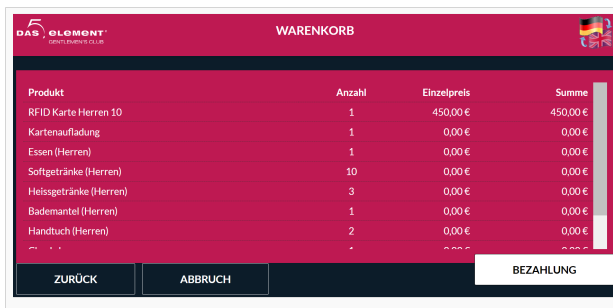 DAS 5. ELEMENT
GENTLEMEN'S CLUB
WARENKORB
Produkt Anzahl Einzelpreis Summe
RFID Karte Herren 10 1 450,00 € 450,00 €
Kartenaufladung 1 0,00 € 0,00 €
Essen (Herren) 1 0,00 € 0,00 €
Softgetränke (Herren) 10 0,00 € 0,00 €
Heissgetränke (Herren) 3 0,00 € 0,00 €
Bademantel (Herren) 1 0,00 € 0,00 €
Handtuch (Herren) 2 0,00 € 0,00 €
ZURÜCK ABBRUCH BEZAHLUNG